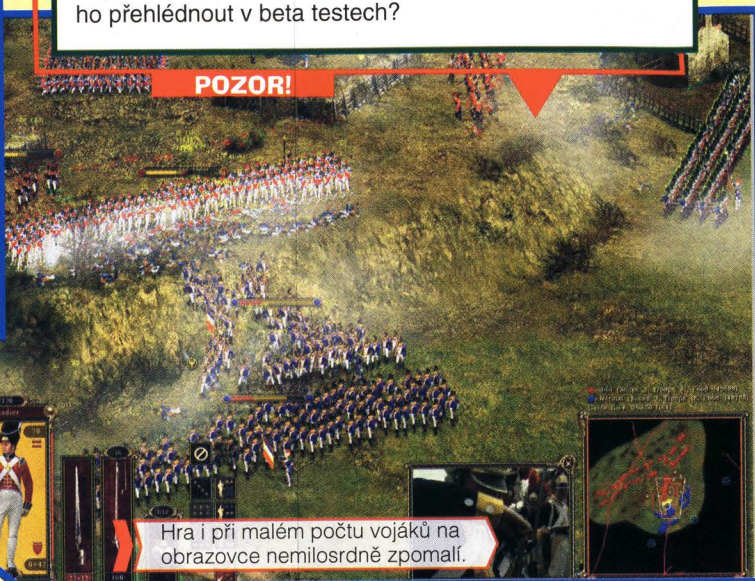 ho přehlédnout v beta testech?
POZOR!
Hra i při malém počtu vojáků na
obrazovce nemilosrdně zpomalí.